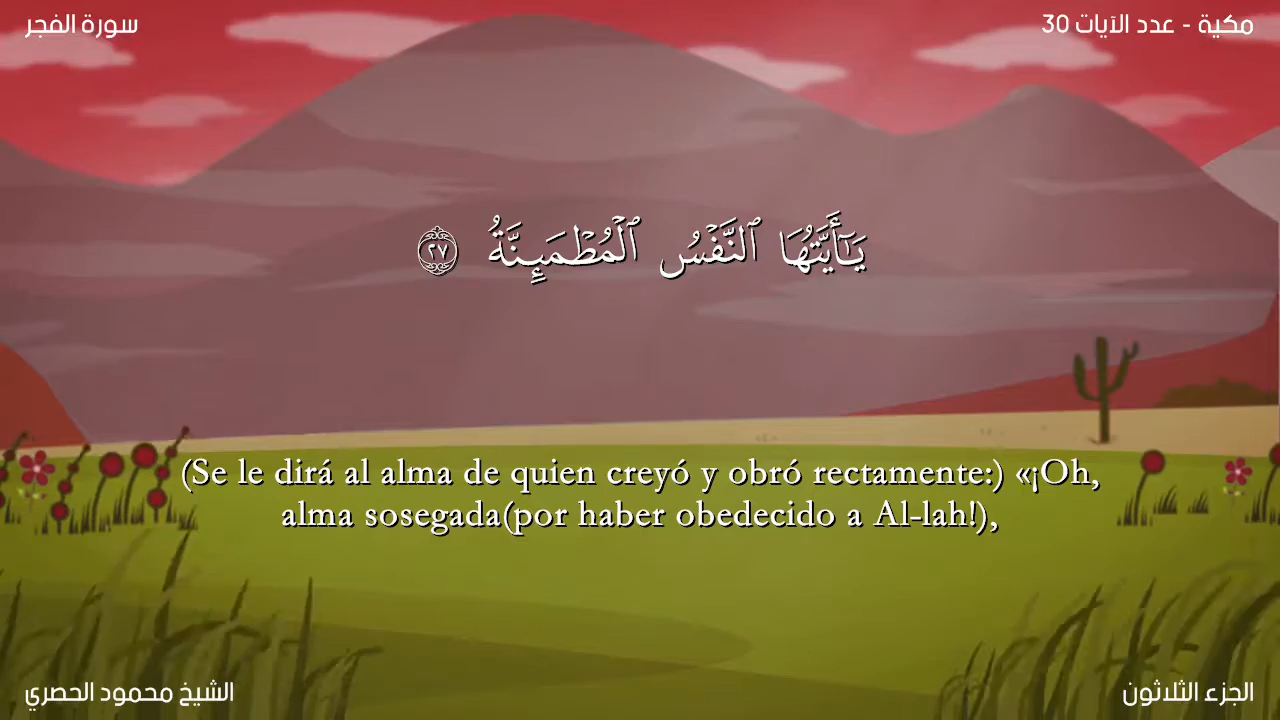 سورة الفجر
مكية - عدد الآيات 30
يَـٰٓأَيَّتُهَا ٱلنَّفْسُ ٱلْمُطْمَئِنَّةُ ٢٧
(Se le dirá al alma de quien creyó y obró rectamente:) «¡Oh,
alma sosegada(por haber obedecido a Al-lah!),
الشيخ محمود الحصري
الجزء الثلاثون